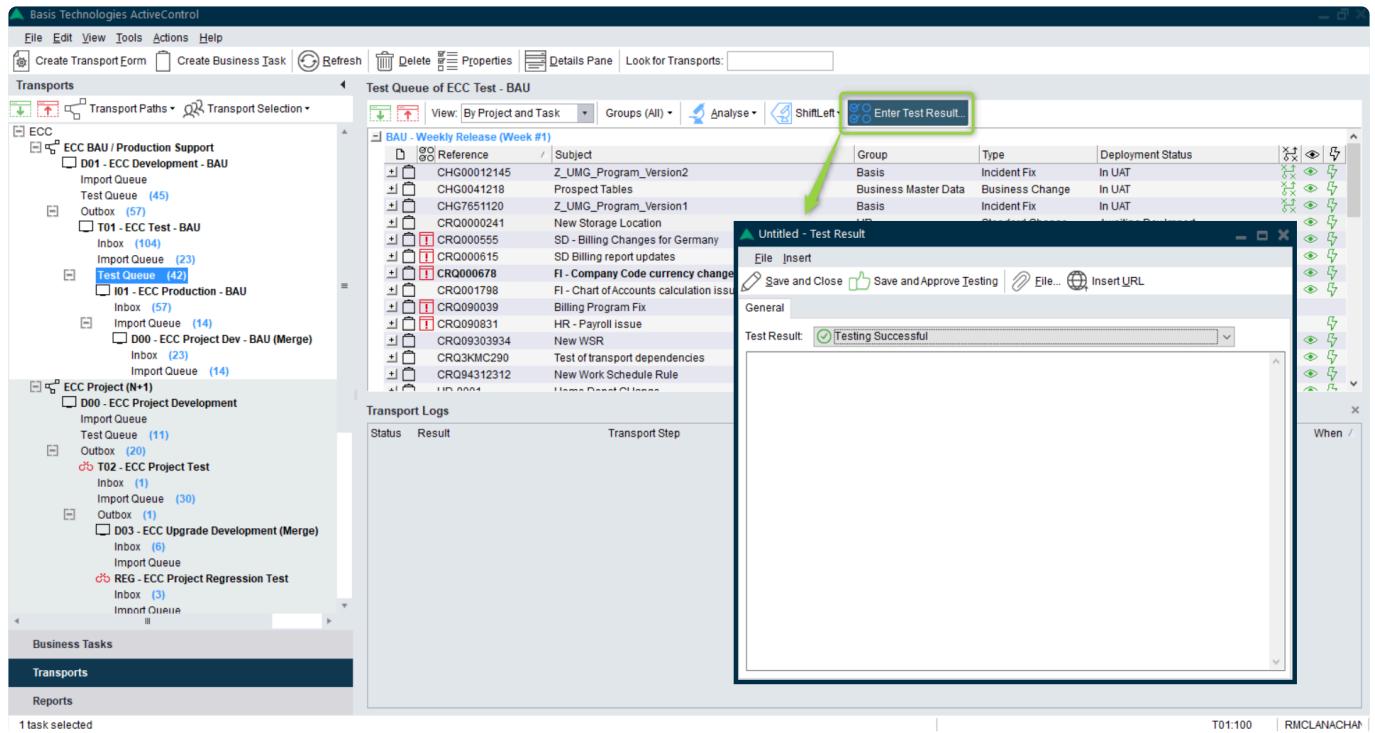 Basis Technologies ActiveControl
File Edit View Tools Actions Help
Create Transport Form Create Business Task Refresh Delete Properties Details Pane Look for Transports:
Transports
Transport Paths Transport Selection
ECC
ECC BAU / Production Support
D01 - ECC Development - BAU
Import Queue
Test Queue (45)
Outbox (57)
T01 - ECC Test - BAU
Inbox (104)
Import Queue (23)
Test Queue (42)
I01 - ECC Production - BAU
Inbox (57)
Import Queue (14)
D00 - ECC Project Dev - BAU (Merge)
Inbox (23)
Import Queue (14)
ECC Project (N+1)
D00 - ECC Project Development
Import Queue
Test Queue (11)
Outbox (20)
T02 - ECC Project Test
Inbox (1)
Import Queue (30)
Outbox (1)
D03 - ECC Upgrade Development (Merge)
Inbox (6)
Import Queue
REG - ECC Project Regression Test
Inbox (3)
Import Queue
Business Tasks
Transports
Reports
Test Queue of ECC Test - BAU
View: By Project and Task Groups (All) Analyse ShiftLeft Enter Test Result...
BAU - Weekly Release (Week #1)
Reference Subject Group Type Deployment Status
CHG00012145 Z_UMG_Program_Version2 Basis Incident Fix In UAT
CHG0041218 Prospect Tables Business Master Data Business Change In UAT
CHG7651120 Z_UMG_Program_Version1 Basis Incident Fix In UAT
CRQ0000241 New Storage Location
CRQ000555 SD - Billing Changes for Germany
CRQ000615 SD Billing report updates
CRQ000678 FI - Company Code currency change
CRQ001798 FI - Chart of Accounts calculation issu
CRQ090039 Billing Program Fix
CRQ090831 HR - Payroll issue
CRQ09303934 New WSR
CRQ3KMC290 Test of transport dependencies
CRQ94312312 New Work Schedule Rule
Transport Logs
Status Result Transport Step When
Untitled - Test Result
File Insert
Save and Close Save and Approve Testing File... Insert URL
General
Test Result: Testing Successful
1 task selected T01:100 RMCLANACHAN